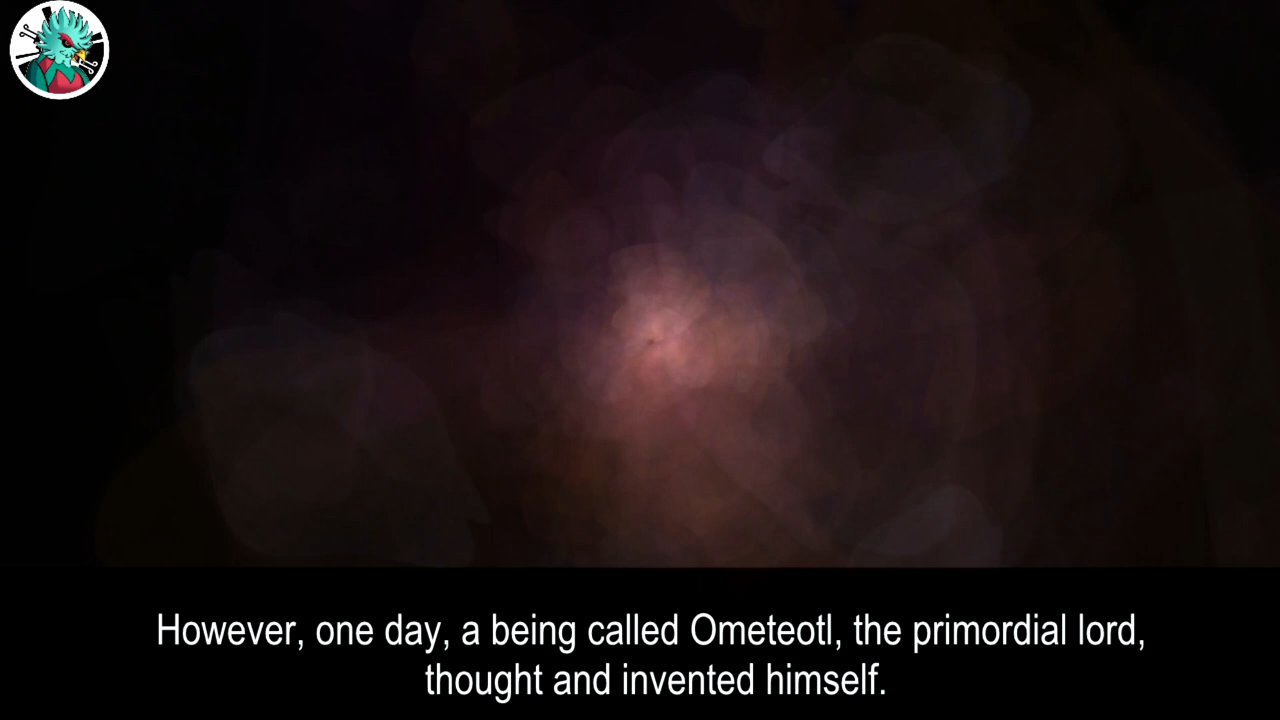 However, one day, a being called Ometeotl, the primordial lord,
thought and invented himself.